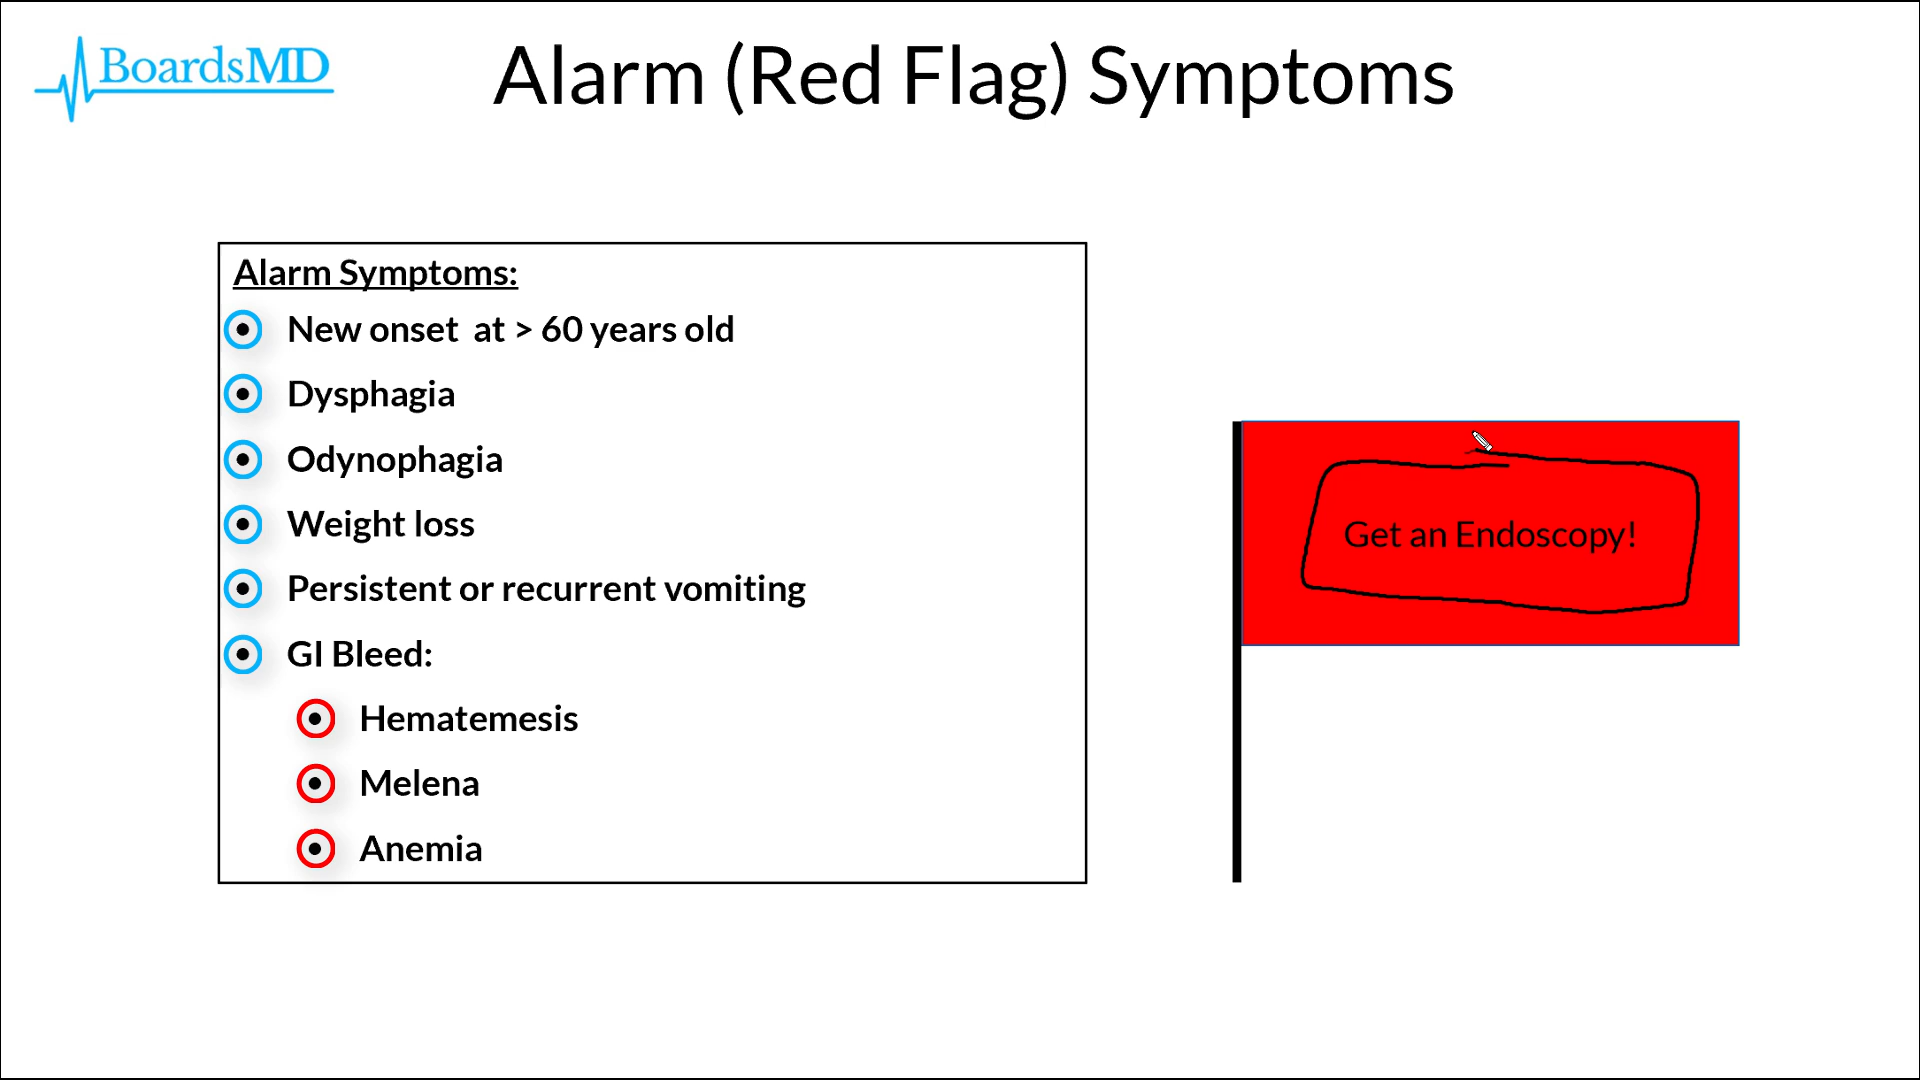 BoardsMD
Alarm (Red Flag) Symptoms
Alarm Symptoms:
New onset at > 60 years old
Dysphagia
Odynophagia
Weight loss
Persistent or recurrent vomiting
GI Bleed:
Hematemesis
Melena
Anemia
Get an Endoscopy!